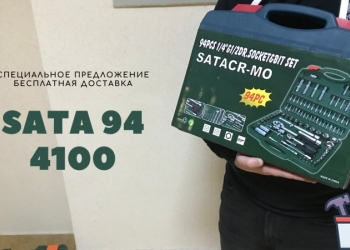 СПЕЦИАЛЬНОЕ ПРЕДЛОЖЕНИЕ
БЕСПЛАТНАЯ ДОСТАВКА
SATA 94
4100
94PCS 1/4"&1/2DR.SOCKET&BIT SET
SATACR-MO
94PC